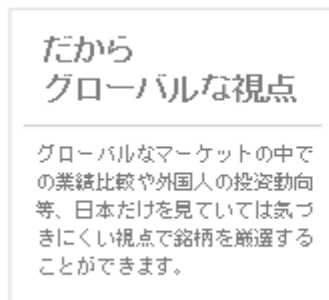 だから
グローバルな視点
グローバルなマーケットの中で
の業績比較や外国人の投資動向
等、日本だけを見ていては気づ
きにくい視点で銘柄を厳選する
ことができます。